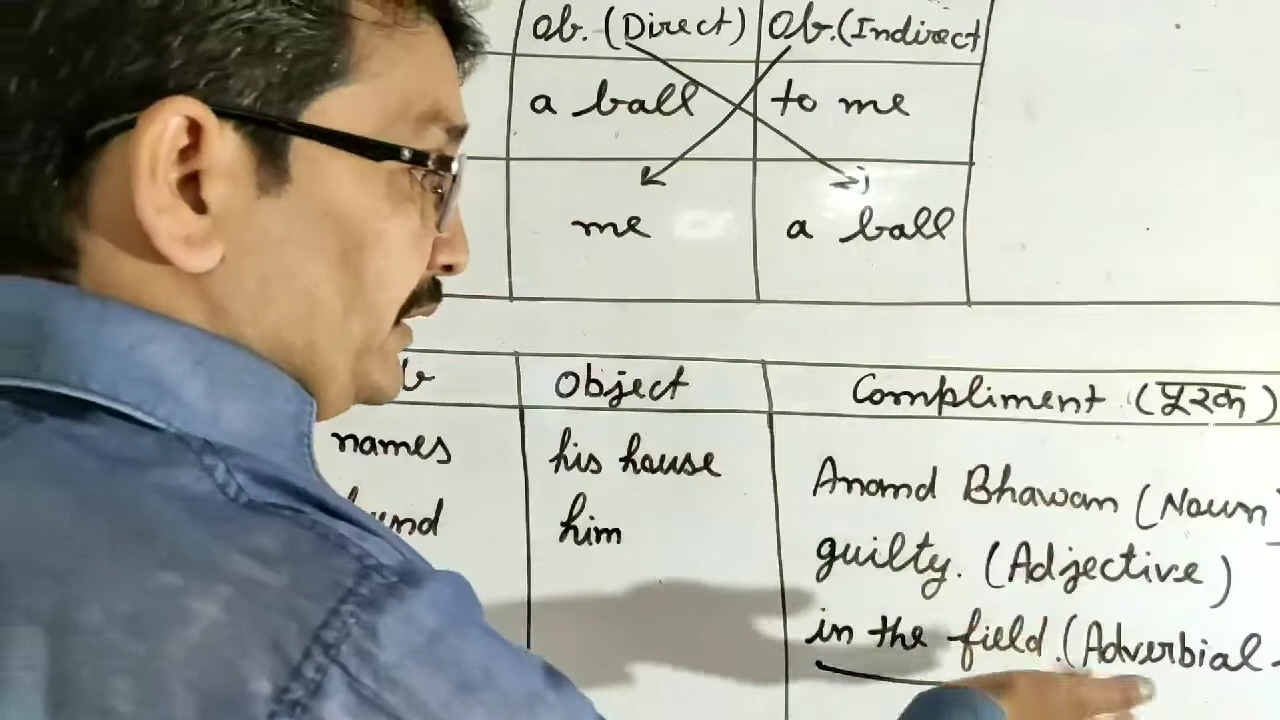 ob. (Direct) ob. (Indirect
a ball to me
me a ball
Object Compliment (पूरक)
names his house Anand Bhawan (Noun
him guilty. (Adjective)
in the field. (Adverbial